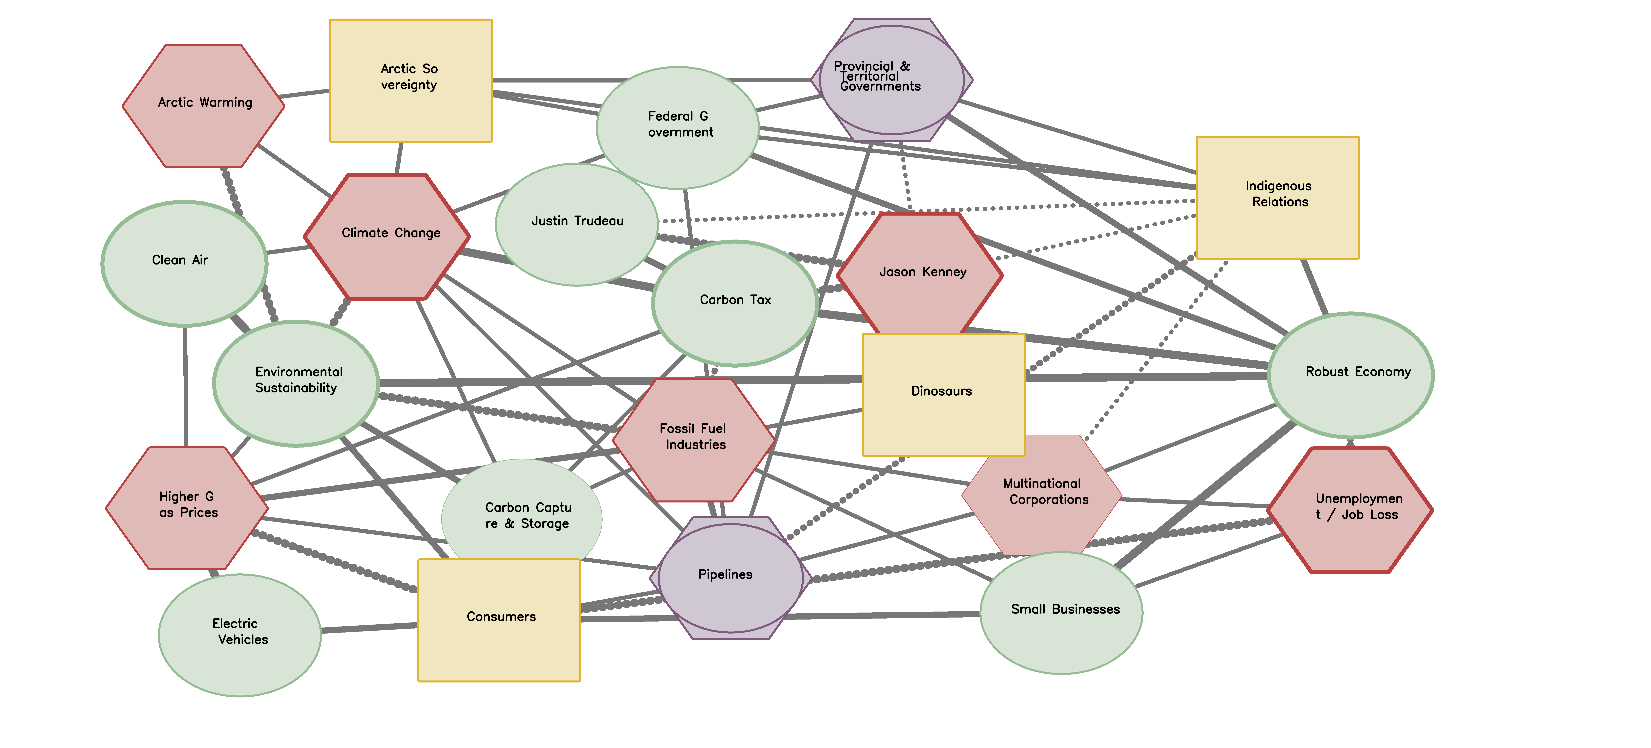 Arctic Warming
Arctic So
vereignty
Federal G
overnment
Provincial &
Territorial
Governments
Indigenous
Relations
Justin Trudeau
Climate Change
Clean Air
Carbon Tax
Jason Kenney
Environmental
Sustainability
Dinosaurs
Robust Economy
Fossil Fuel
Industries
Higher G
as Prices
Carbon Captu
re & Storage
Multinational
Corporations
Unemploymen
t / Job Loss
Pipelines
Electric
Vehicles
Consumers
Small Businesses